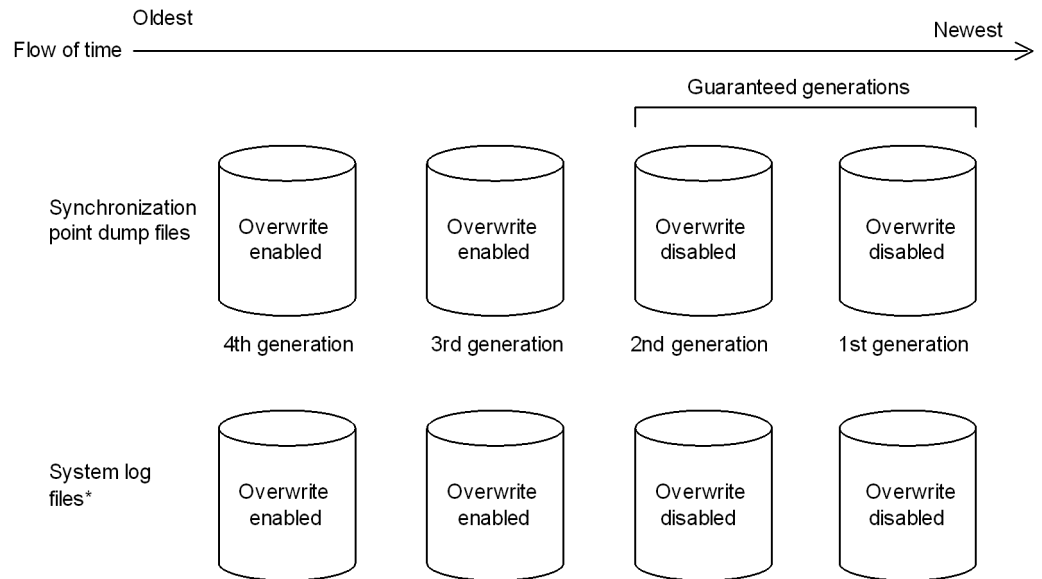 Oldest
Newest
Flow of time
Guaranteed generations
Synchronization
point dump files
Overwrite
enabled
Overwrite
enabled
Overwrite
disabled
Overwrite
disabled
4th generation
3rd generation
2nd generation
1st generation
System log
files*
Overwrite
enabled
Overwrite
enabled
Overwrite
disabled
Overwrite
disabled